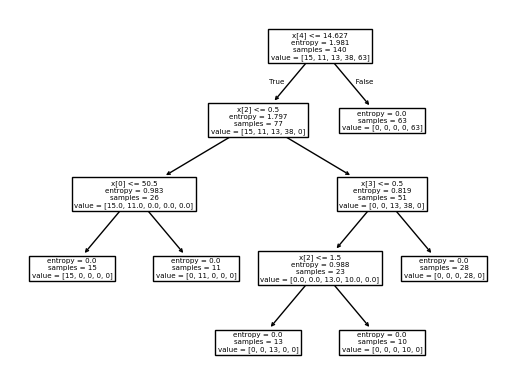 x[4] <= 14.627
entropy = 1.981
samples = 140
value = [15, 11, 13, 38, 63]
True
False
x[2] <= 0.5
entropy = 1.797
samples = 77
value = [15, 11, 13, 38, 0]
entropy = 0.0
samples = 63
value = [0, 0, 0, 0, 63]
x[0] <= 50.5
entropy = 0.983
samples = 26
value = [15.0, 11.0, 0.0, 0.0, 0.0]
x[3] <= 0.5
entropy = 0.819
samples = 51
value = [0, 0, 13, 38, 0]
entropy = 0.0
samples = 15
value = [15, 0, 0, 0, 0]
entropy = 0.0
samples = 11
value = [0, 11, 0, 0, 0]
x[2] <= 1.5
entropy = 0.988
samples = 23
value = [0.0, 0.0, 13.0, 10.0, 0.0]
entropy = 0.0
samples = 28
value = [0, 0, 0, 28, 0]
entropy = 0.0
samples = 13
value = [0, 0, 13, 0, 0]
entropy = 0.0
samples = 10
value = [0, 0, 0, 10, 0]